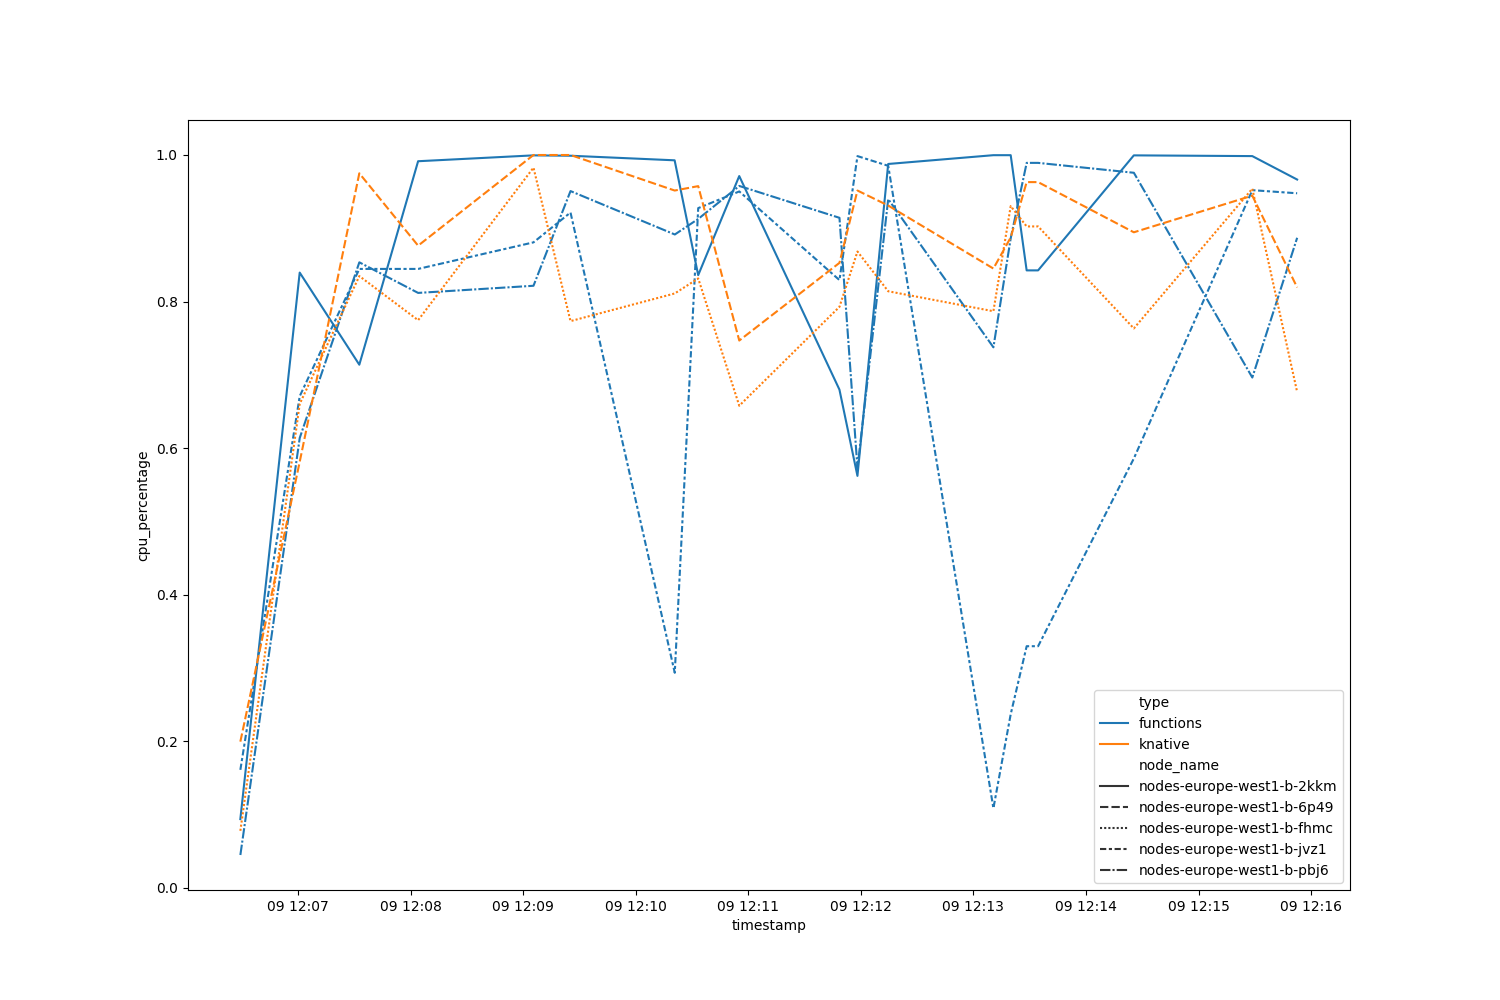 1.0
0.8
0.6
0.4
0.2
0.0
cpu_percentage
09 12:07 09 12:08 09 12:09 09 12:10 09 12:11 09 12:12 09 12:13 09 12:14 09 12:15 09 12:16
timestamp
type
functions
knative
node_name
nodes-europe-west1-b-2kkm
nodes-europe-west1-b-6p49
nodes-europe-west1-b-fhmc
nodes-europe-west1-b-jvz1
nodes-europe-west1-b-pbj6